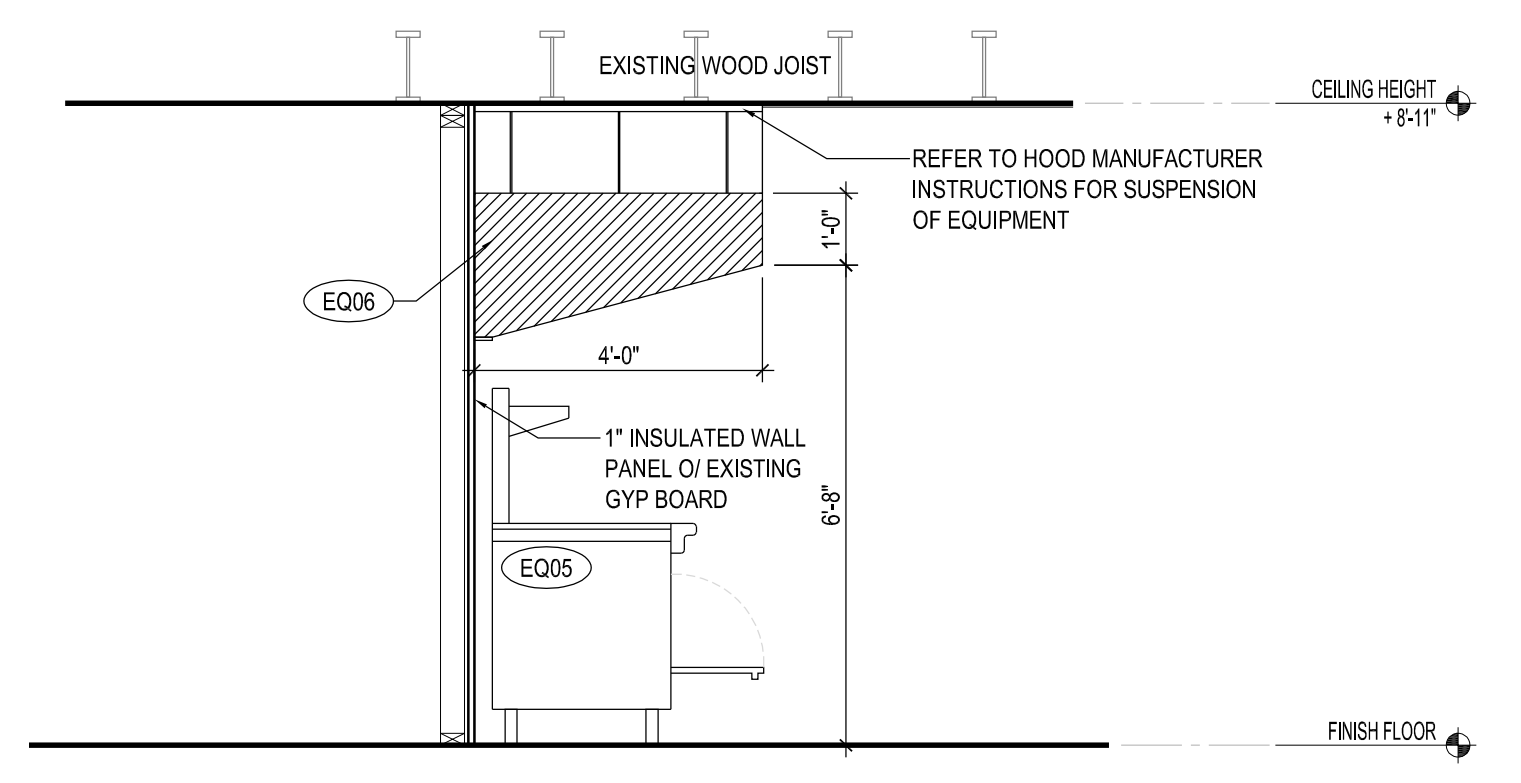 EXISTING WOOD JOIST
CEILING HEIGHT
+ 8'-11"
REFER TO HOOD MANUFACTURER
INSTRUCTIONS FOR SUSPENSION
OF EQUIPMENT
1'-0"
EQ06
4'-0"
1" INSULATED WALL
PANEL O/ EXISTING
GYP BOARD
6'-8"
EQ05
FINISH FLOOR